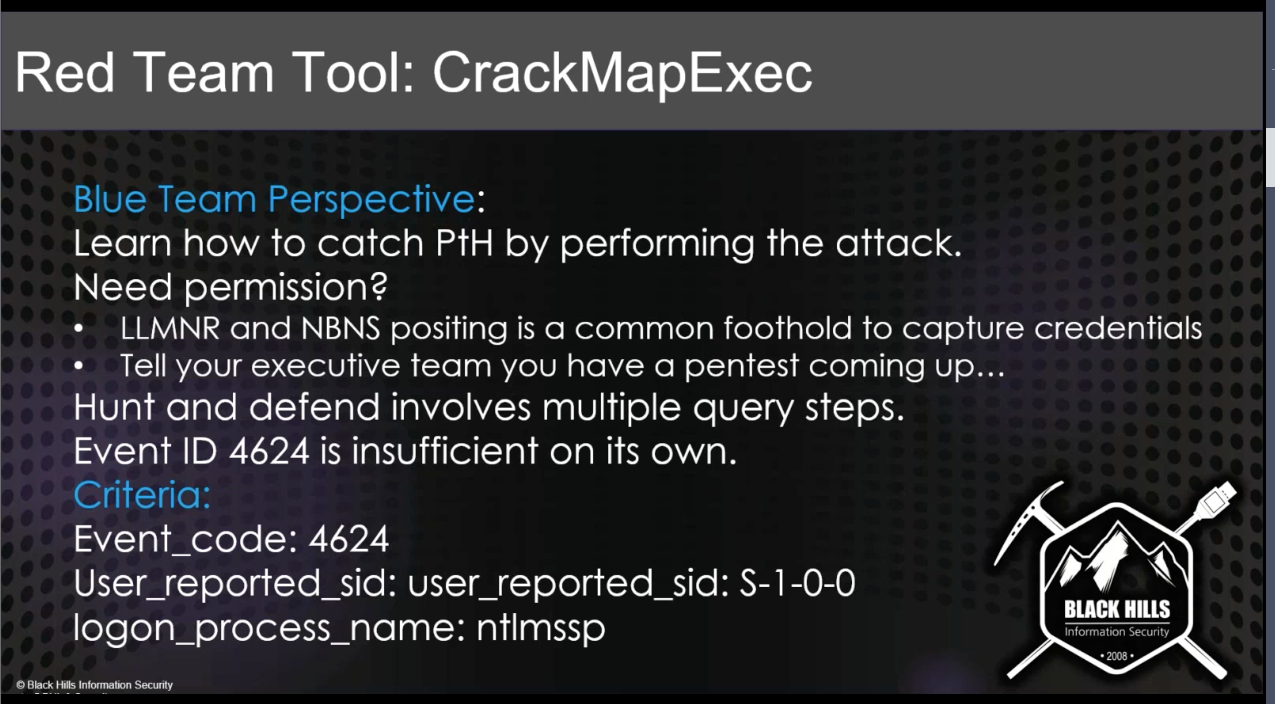 Red Team Tool: CrackMapExec
Blue Team Perspective:
Learn how to catch PtH by performing the attack.
Need permission?
• LLMNR and NBNS positing is a common foothold to capture credentials
• Tell your executive team you have a pentest coming up...
Hunt and defend involves multiple query steps.
Event ID 4624 is insufficient on its own.
Criteria:
Event_code: 4624
User_reported_sid: user_reported_sid: S-1-0-0
logon_process_name: ntlmssp
BLACK HILLS
Information Security
• 2008 •
© Black Hills Information Security